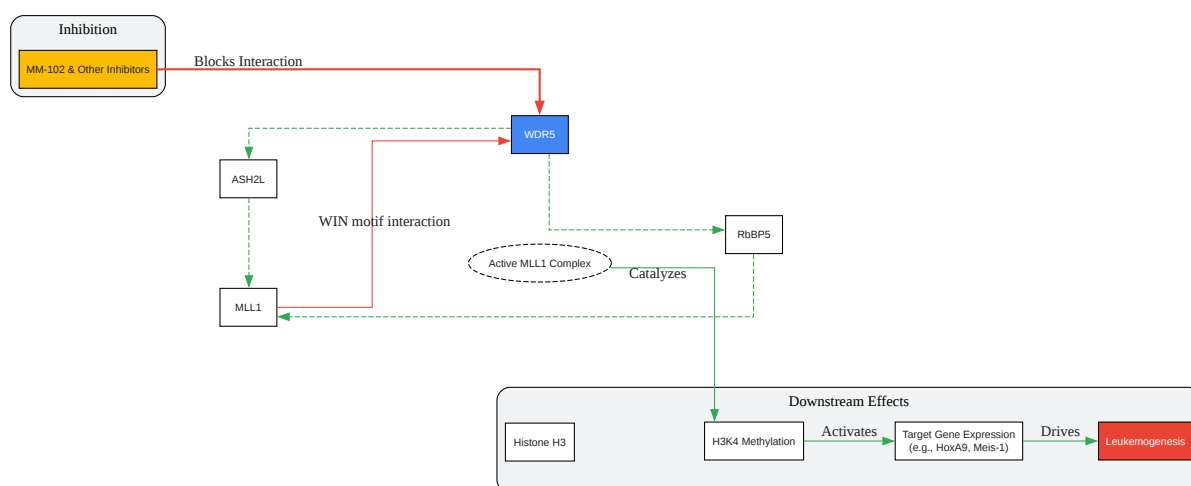 Inhibition
MM-102 & Other Inhibitors
Blocks Interaction
WDR5
ASH2L
WIN motif interaction
RbBP5
Active MLL1 Complex
Catalyzes
MLL1
Downstream Effects
Histone H3
H3K4 Methylation
Activates
Target Gene Expression
(e.g., HoxA9, Meis-1)
Drives
Leukemogenesis